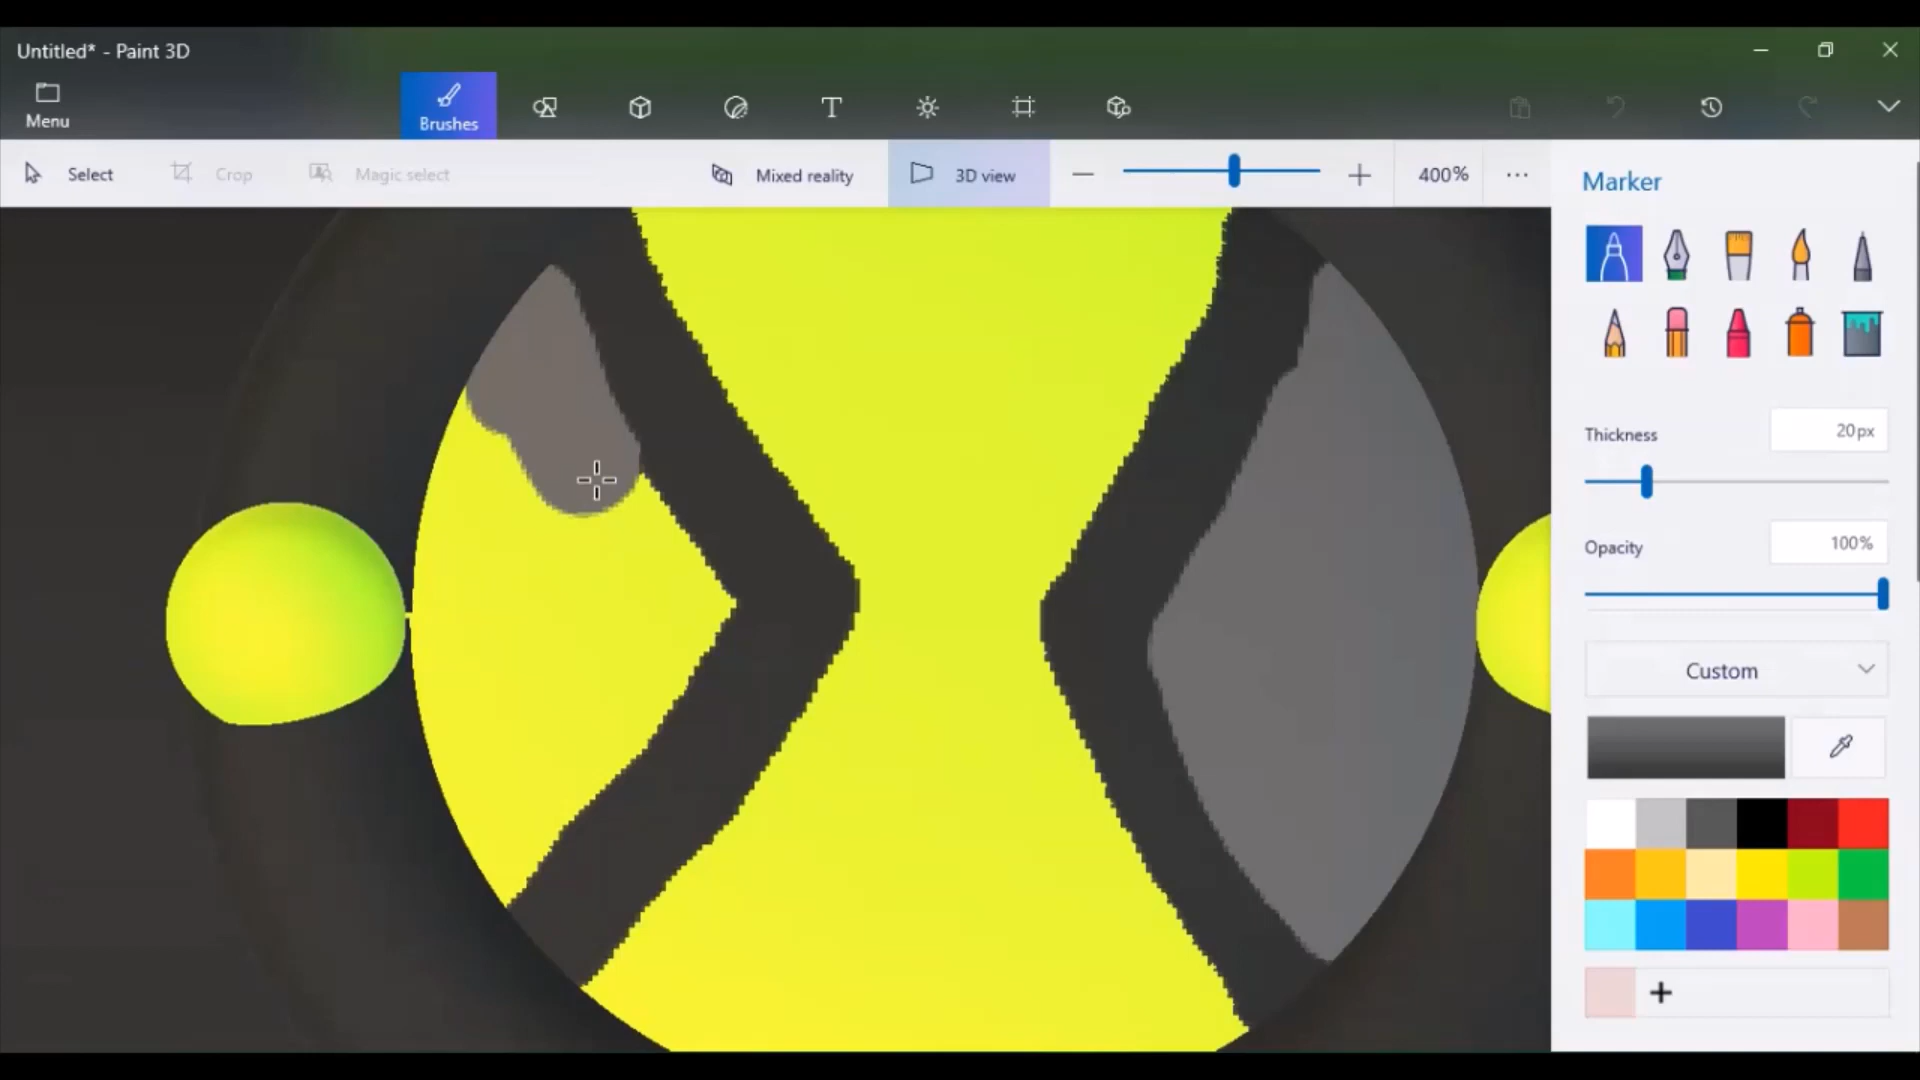 Untitled* - Paint 3D
Menu
Brushes
Select
Crop
Magic select
Mixed reality
3D view
400%
Marker
Thickness
20px
Opacity
100%
Custom